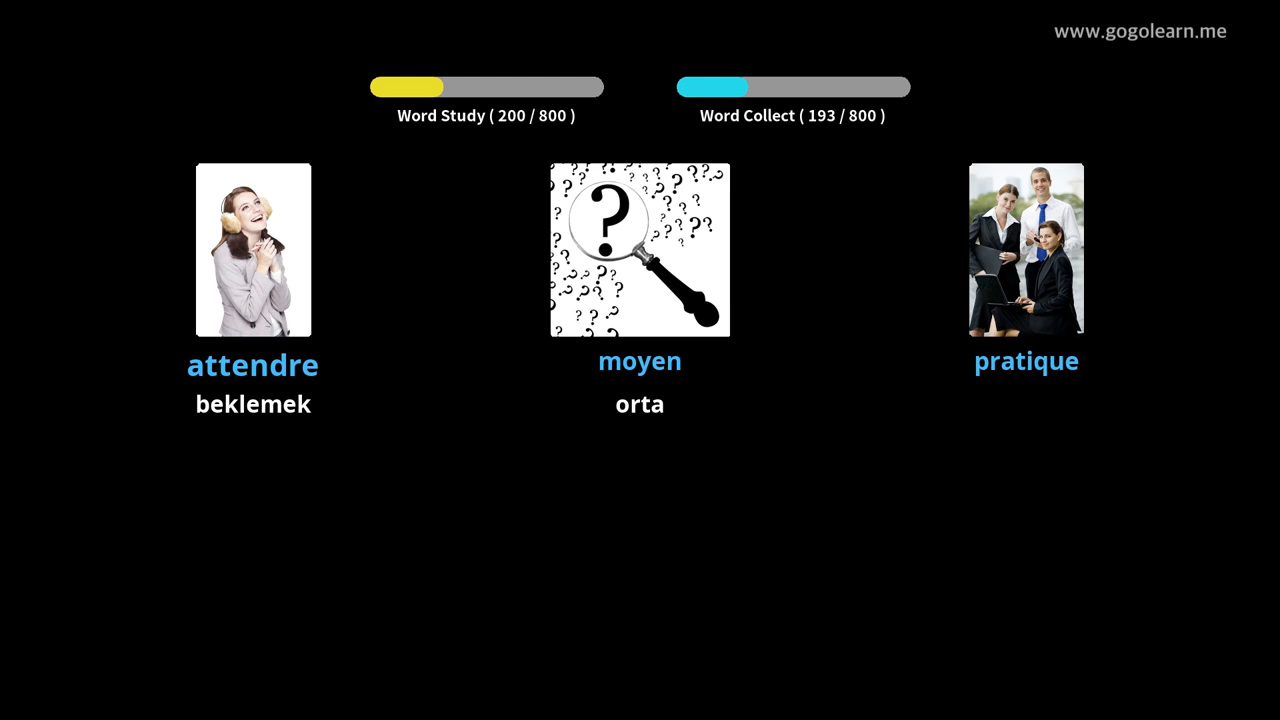 www.gogolearn.me
Word Study ( 200 / 800 )
Word Collect ( 193 / 800 )
attendre
moyen
pratique
beklemek
orta